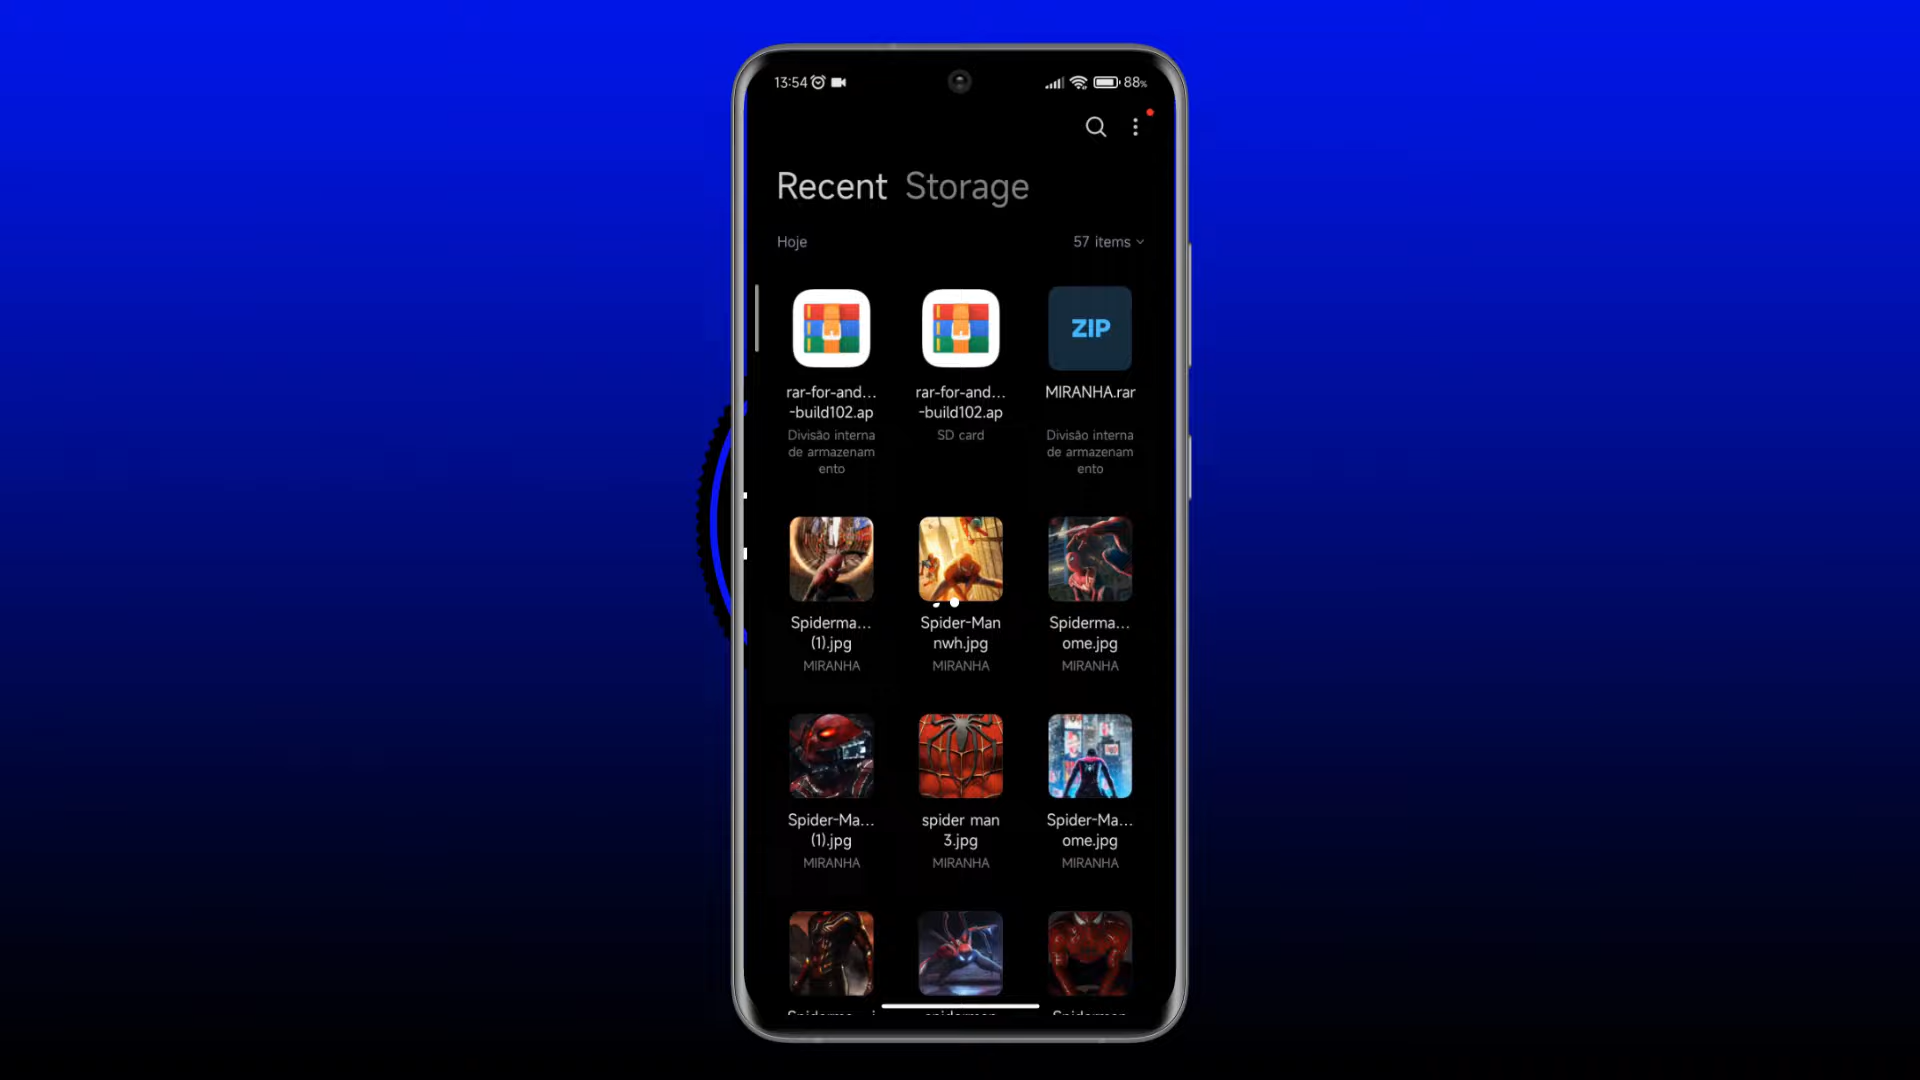 13:54 88%
Recent Storage
Hoje 57 items
ZIP
rar-for-and... rar-for-and... MIRANHA.rar
-build102.ap -build102.ap
Divisão interna SD card Divisão interna
de armazenam de armazenam
ento ento
Spiderma... Spider-Man Spiderma...
(1).jpg nwh.jpg ome.jpg
MIRANHA MIRANHA MIRANHA
Spider-Ma... spider man Spider-Ma...
(1).jpg 3.jpg ome.jpg
MIRANHA MIRANHA MIRANHA